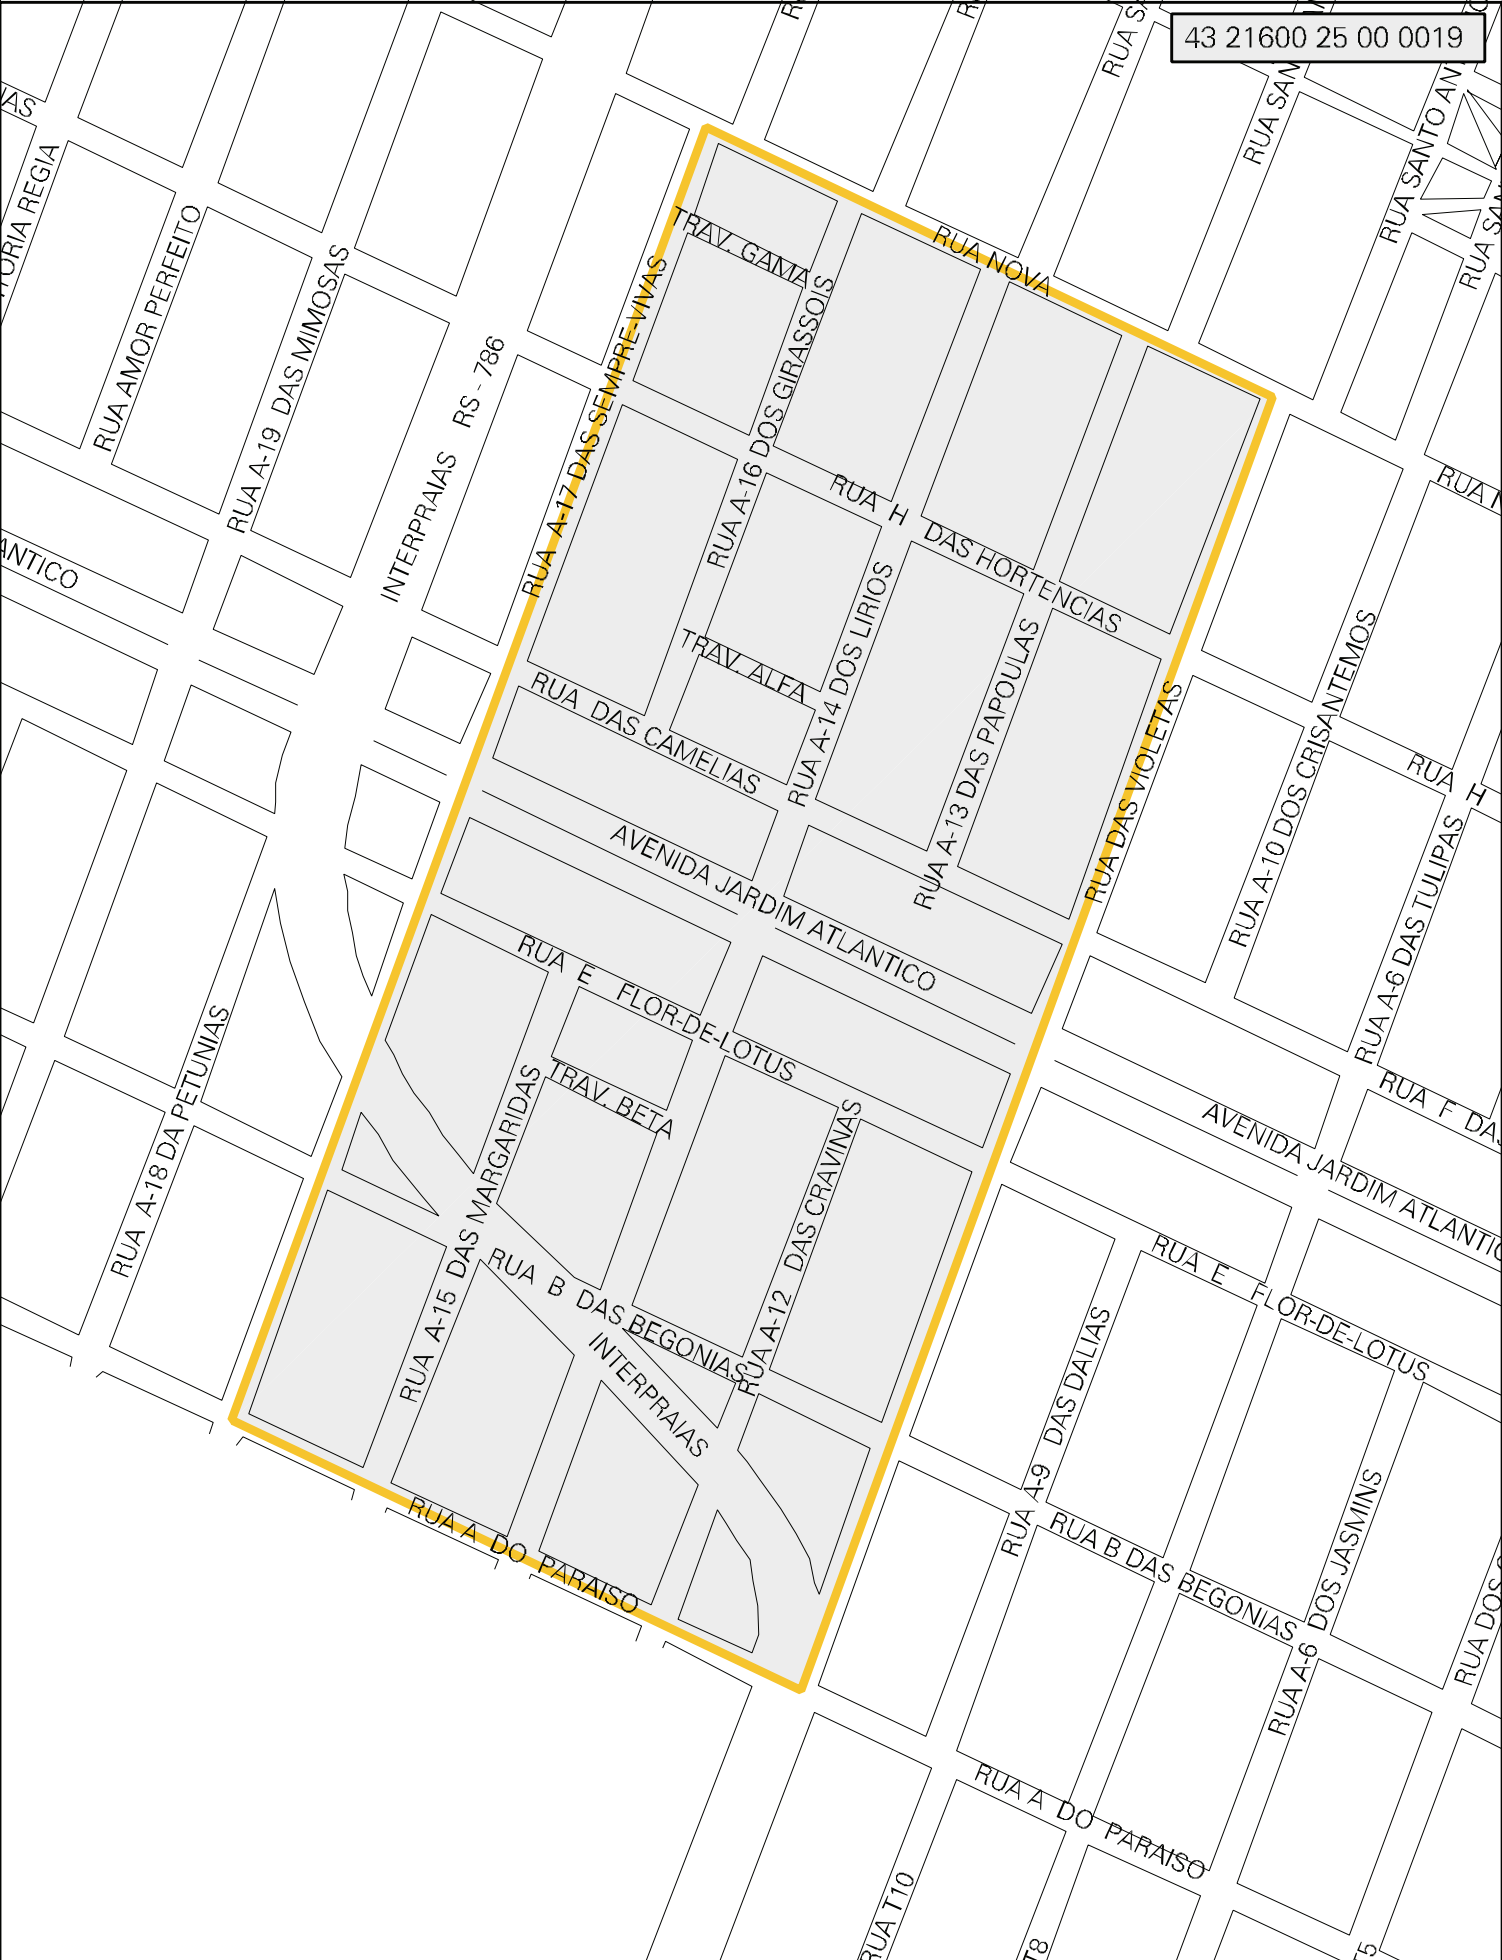 43 21600 25 00 0019
RUA SANTO
RUA AMOR PERFEITO
RUA A-19 DAS MIMOSAS
INTERPRAIAS RS - 786
RUA A-17 DAS SEMPRE-VIVAS
TRAV. GAMA
RUA NOVA
RUA A-16 DOS GIRASSOIS
RUA H DAS HORTENCIAS
TRAV. ALFA
RUA A-14 DOS LIRIOS
RUA A-13 DAS PAPOULAS
RUA DAS CAMELIAS
RUA DAS VIOLETAS
RUA A-10 DOS CRISANTEMOS
RUA H
RUA A-6 DAS TULIPAS
AVENIDA JARDIM ATLANTICO
RUA E FLOR-DE-LOTUS
TRAV. BETA
RUA A-18 DA PETUNIAS
RUA A-15 DAS MARGARIDAS
RUA A-12 DAS CRAVINAS
RUA B DAS BEGONIAS
INTERPRAIAS
RUA A DO PARAISO
RUA F
AVENIDA JARDIM
RUA E FLOR-DE-LOTUS
RUA A-9 DAS DALIAS
RUA B DAS BEGONIAS
RUA A-6 DOS JASMINS
RUA DOS
RUA A DO PARAISO
RUA T10